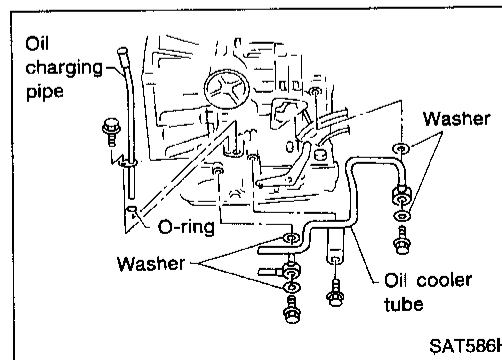 Oil
charging
pipe
Washer
O-ring
Washer
Oil cooler
tube
SAT586H